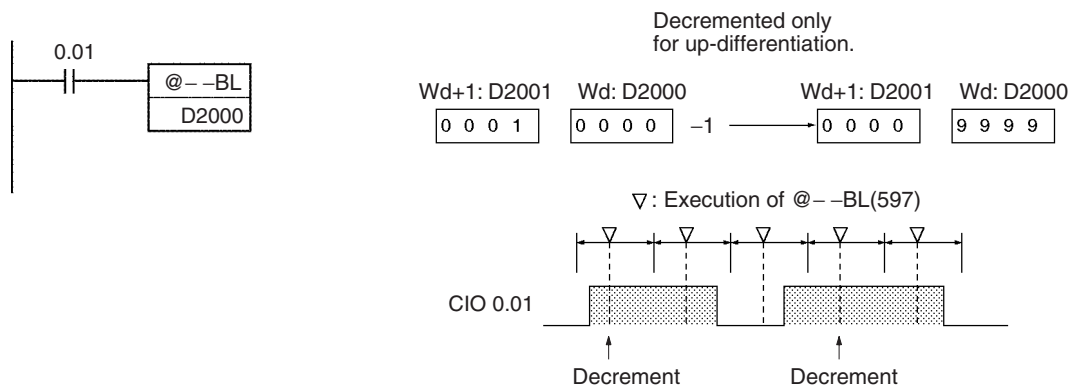 0.01
@– –BL
D2000
Decremented only
for up-differentiation.
Wd+1: D2001 Wd: D2000 Wd+1: D2001 Wd: D2000
0 0 0 1 0 0 0 0 –1 0 0 0 0 9 9 9 9
▽: Execution of @– –BL(597)
CIO 0.01
Decrement Decrement